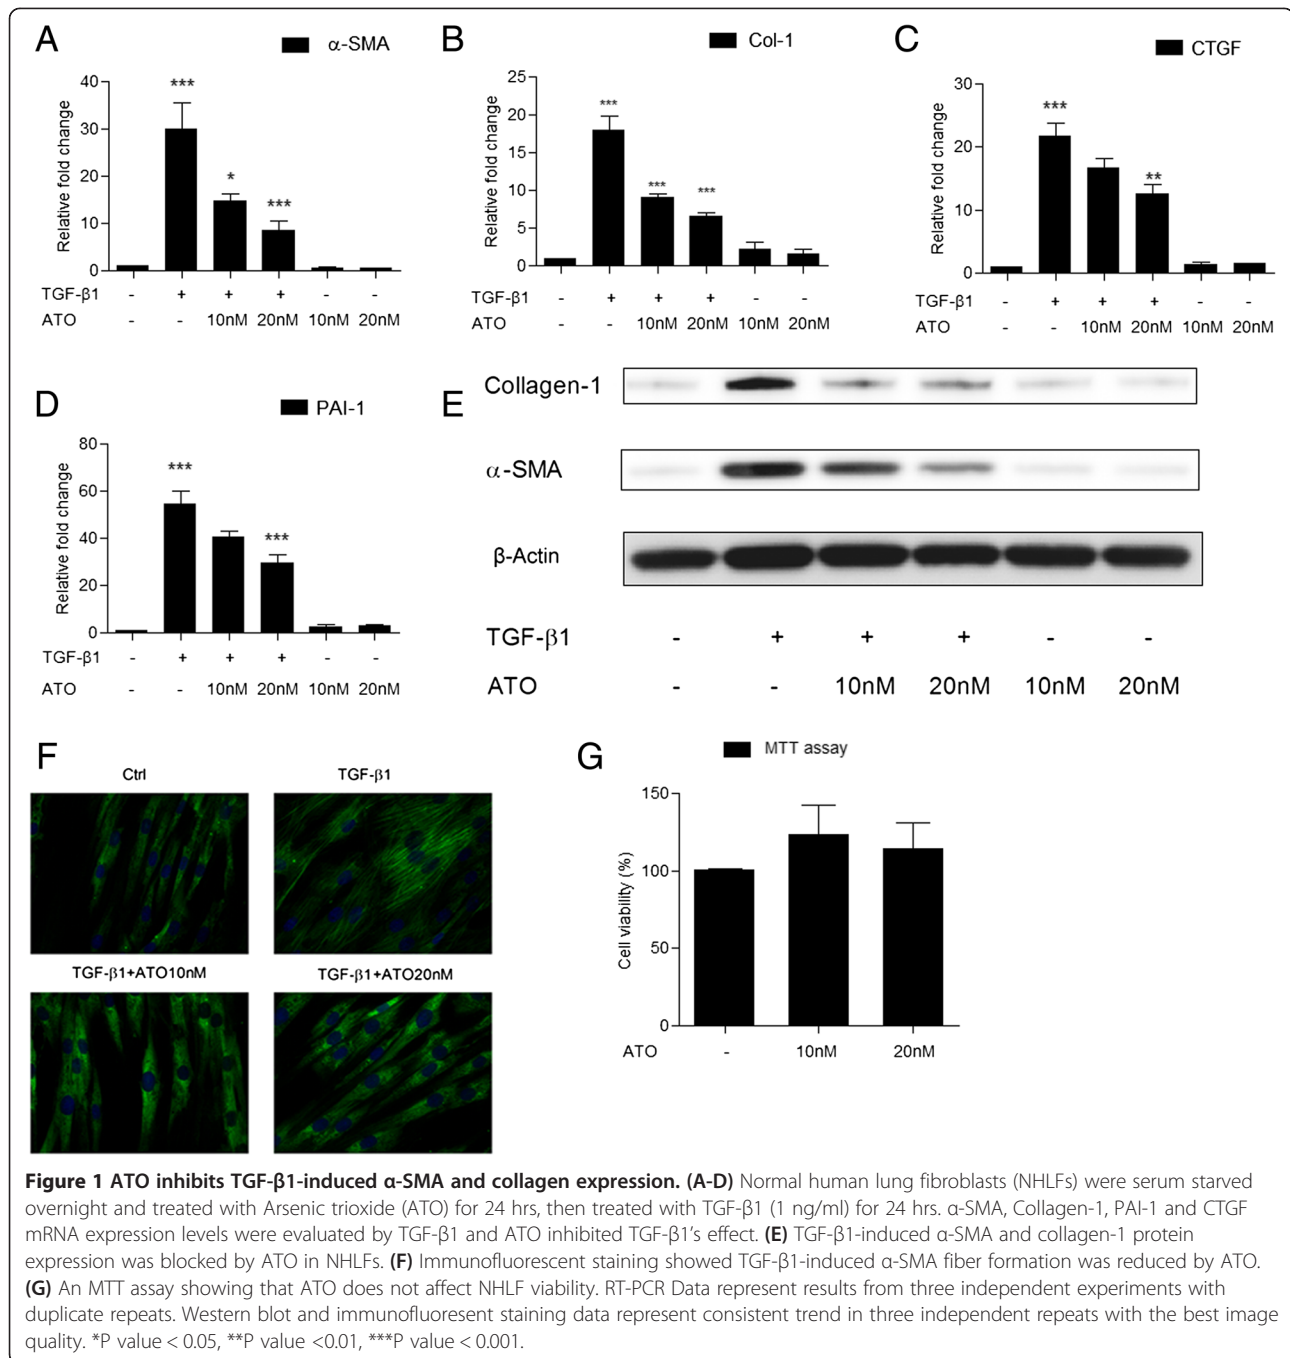 A
α-SMA
Relative fold change
40
30
20
10
0
***
*
***
TGF-β1 - + + + - -
ATO - - 10nM 20nM 10nM 20nM
B
Col-1
Relative fold change
25
20
15
10
5
0
***
***
***
TGF-β1 - + + + - -
ATO - - 10nM 20nM 10nM 20nM
C
CTGF
Relative fold change
30
20
10
0
***
**
TGF-β1 - + + + - -
ATO - - 10nM 20nM 10nM 20nM
D
PAI-1
Relative fold change
80
60
40
20
0
***
***
TGF-β1 - + + + - -
ATO - - 10nM 20nM 10nM 20nM
E
Collagen-1
α-SMA
β-Actin
TGF-β1 - + + + - -
ATO - - 10nM 20nM 10nM 20nM
F
Ctrl
TGF-β1
TGF-β1+ATO10nM
TGF-β1+ATO20nM
G
MTT assay
Cell viability (%)
150
100
50
0
ATO - 10nM 20nM
Figure 1 ATO inhibits TGF-β1-induced α-SMA and collagen expression. (A-D) Normal human lung fibroblasts (NHLFs) were serum starved
overnight and treated with Arsenic trioxide (ATO) for 24 hrs, then treated with TGF-β1 (1 ng/ml) for 24 hrs. α-SMA, Collagen-1, PAI-1 and CTGF
mRNA expression levels were evaluated by TGF-β1 and ATO inhibited TGF-β1's effect. (E) TGF-β1-induced α-SMA and collagen-1 protein
expression was blocked by ATO in NHLFs. (F) Immunofluorescent staining showed TGF-β1-induced α-SMA fiber formation was reduced by ATO.
(G) An MTT assay showing that ATO does not affect NHLF viability. RT-PCR Data represent results from three independent experiments with
duplicate repeats. Western blot and immunofluoresent staining data represent consistent trend in three independent repeats with the best image
quality. *P value < 0.05, **P value <0.01, ***P value < 0.001.